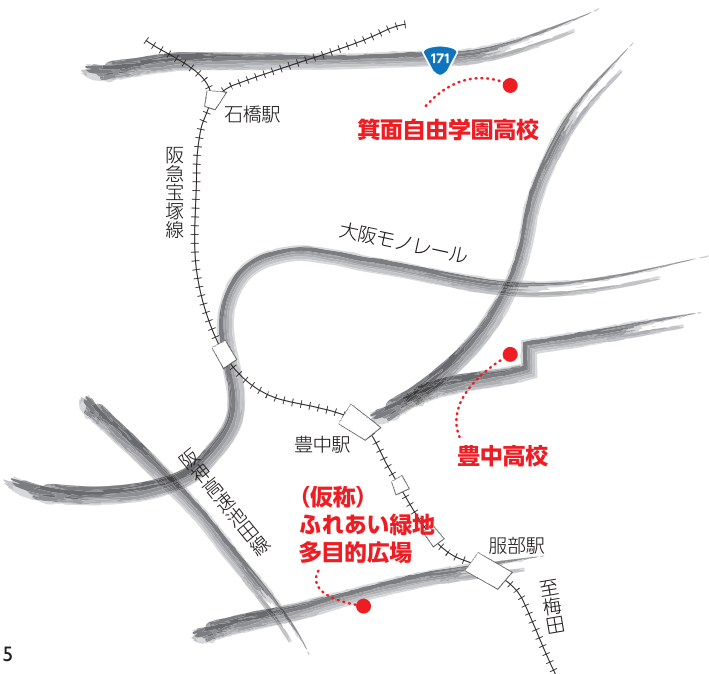 171
石橋駅
箕面自由学園高校
阪急宝塚線
大阪モノレール
豊中駅
豊中高校
阪神高速池田線
（仮称）
ふれあい緑地
多目的広場
服部駅
至梅田
5